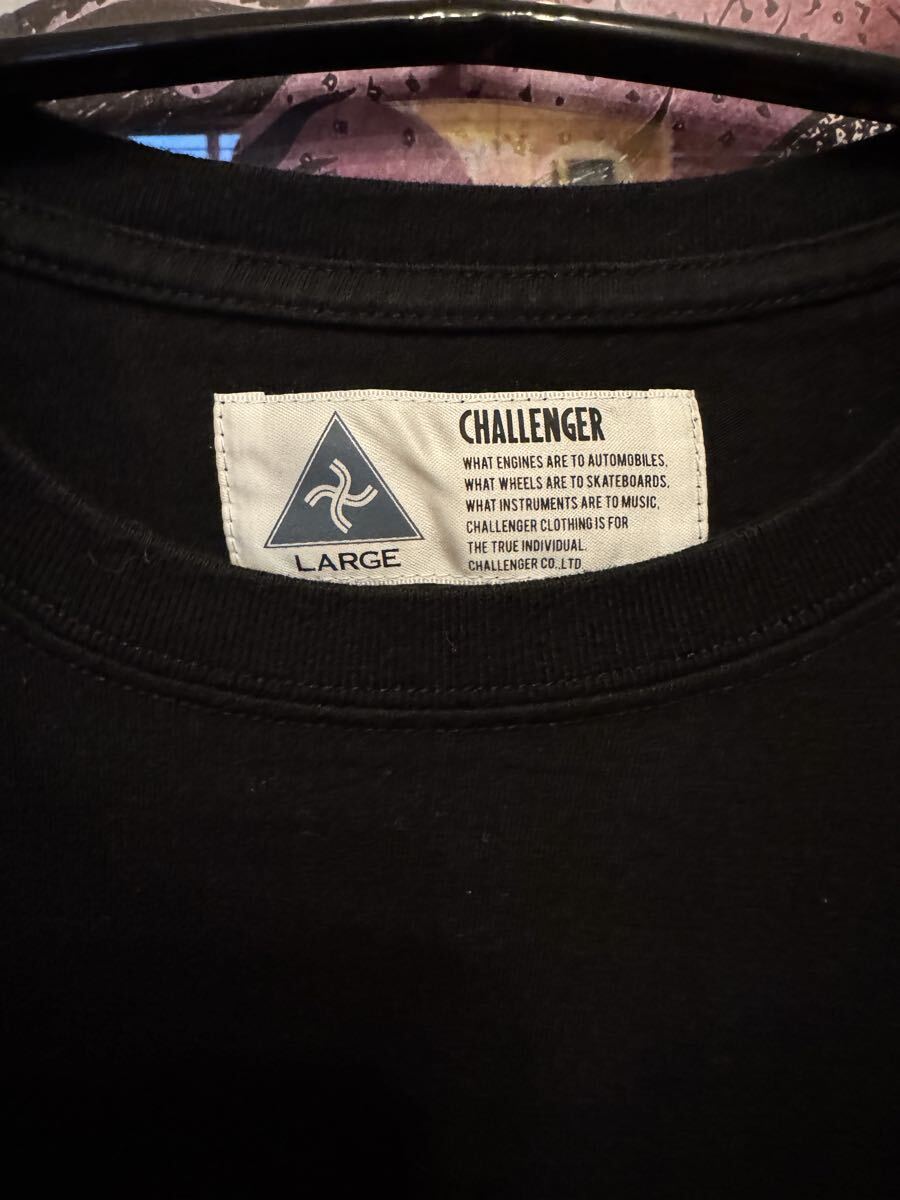 CHALLENGER
WHAT ENGINES ARE TO AUTOMOBILES,
WHAT WHEELS ARE TO SKATEBOARDS,
WHAT INSTRUMENTS ARE TO MUSIC,
CHALLENGER CLOTHING IS FOR
THE TRUE INDIVIDUAL.
CHALLENGER CO.,LTD
LARGE